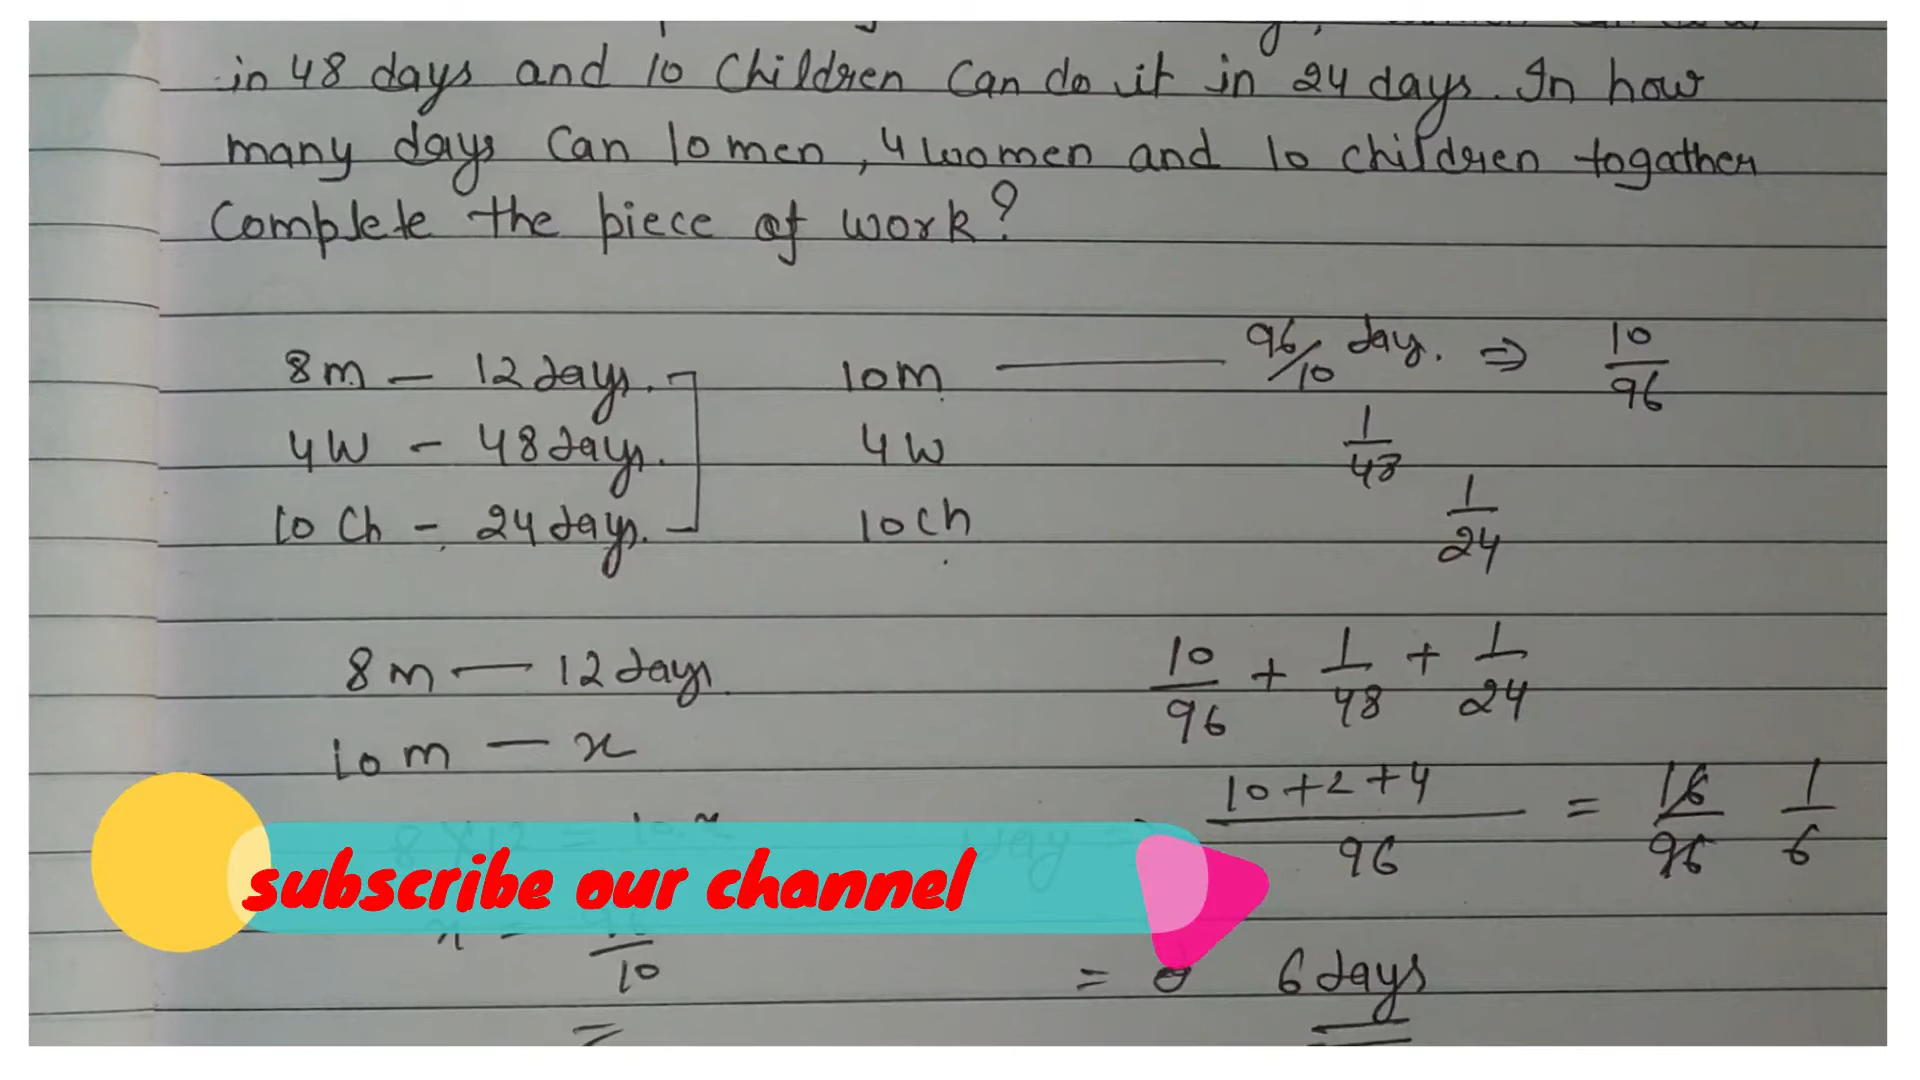 in 48 days and 10 Children Can do it in 24 days. In how
many days Can 10 men, 4 women and 10 children togather
Complete the piece of work?
8m — 12 days.
4W — 48 days.
10 Ch — 24 days.
10m — 96/10 day. ⇒ 10/96
4W 1/48
10ch 1/24
8m — 12 days.
10m — x
10/96 + 1/48 + 1/24
10+2+4/96 = 16/96 1/6
subscribe our channel
10
= 6 days